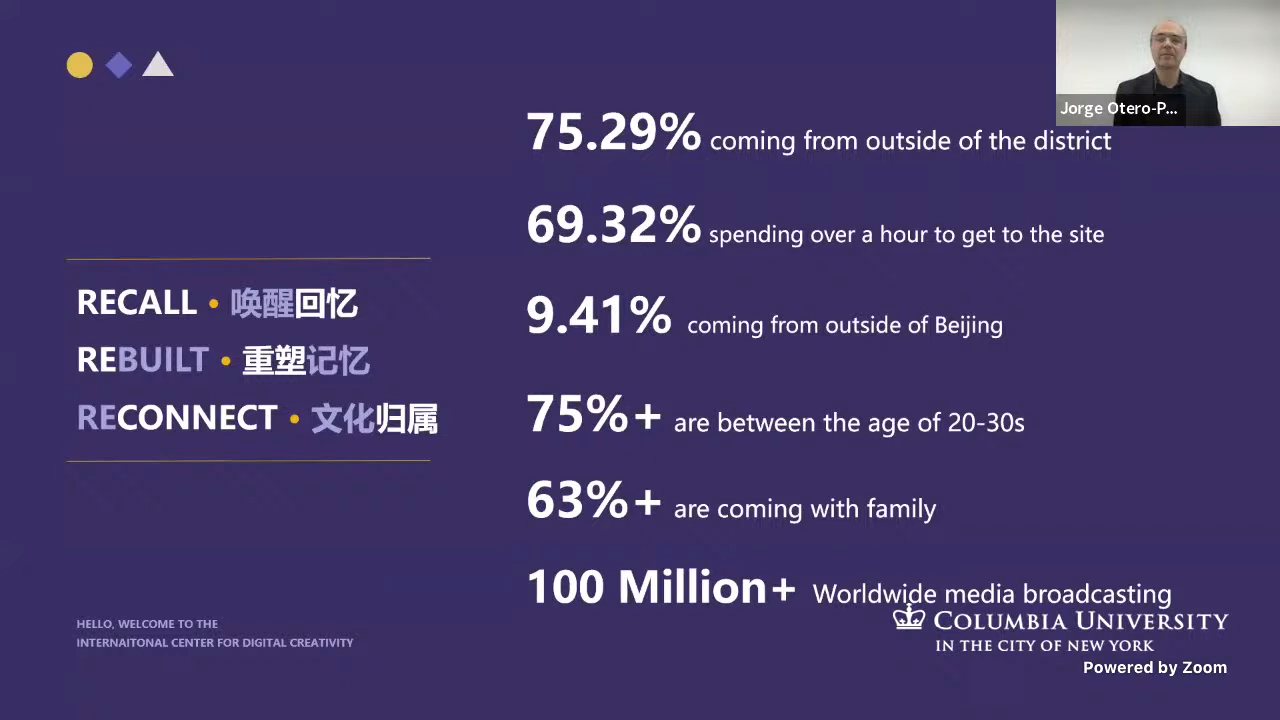 Jorge Otero-P...
75.29% coming from outside of the district
69.32% spending over a hour to get to the site
RECALL • 唤醒回忆
9.41% coming from outside of Beijing
REBUILT • 重塑记忆
RECONNECT • 文化归属
75%+ are between the age of 20-30s
63%+ are coming with family
100 Million+ Worldwide media broadcasting
HELLO, WELCOME TO THE
INTERNAITONAL CENTER FOR DIGITAL CREATIVITY
COLUMBIA UNIVERSITY
IN THE CITY OF NEW YORK
Powered by Zoom